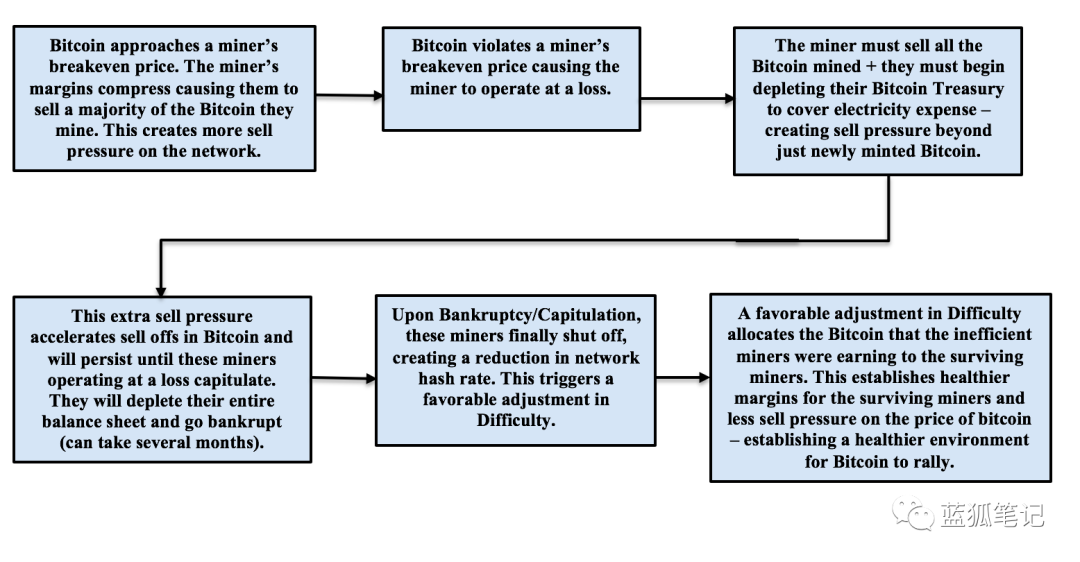 Bitcoin approaches a miner's
breakeven price. The miner's
margins compress causing them to
sell a majority of the Bitcoin they
mine. This creates more sell
pressure on the network.
Bitcoin violates a miner's
breakeven price causing the
miner to operate at a loss.
The miner must sell all the
Bitcoin mined + they must begin
depleting their Bitcoin Treasury
to cover electricity expense –
creating sell pressure beyond
just newly minted Bitcoin.
This extra sell pressure
accelerates sell offs in Bitcoin and
will persist until these miners
operating at a loss capitulate.
They will deplete their entire
balance sheet and go bankrupt
(can take several months).
Upon Bankruptcy/Capitulation,
these miners finally shut off,
creating a reduction in network
hash rate. This triggers a
favorable adjustment in
Difficulty.
A favorable adjustment in Difficulty
allocates the Bitcoin that the inefficient
miners were earning to the surviving
miners. This establishes healthier
margins for the surviving miners and
less sell pressure on the price of bitcoin
– establishing a healthier environment
for Bitcoin to rally.
蓝狐笔记